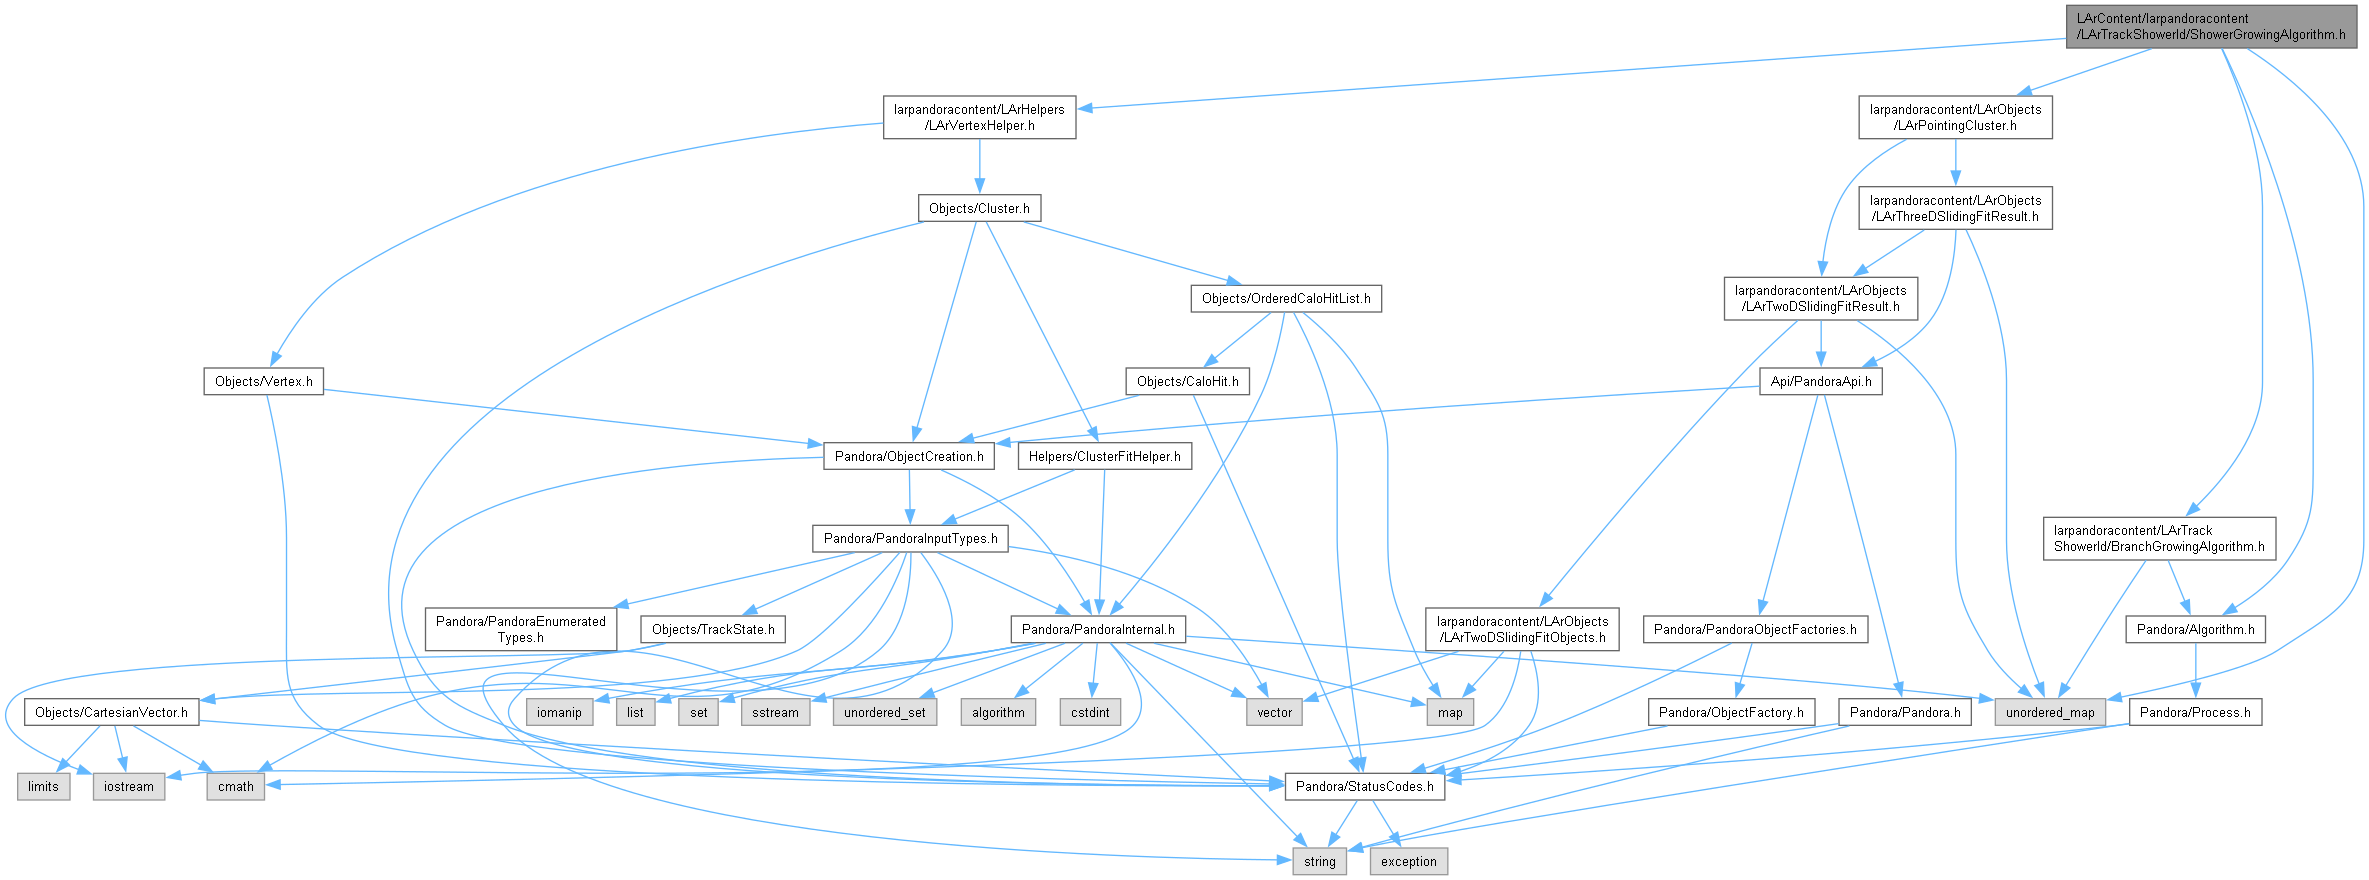 LArContent/larpandoracontent
/LArTrackShowerId/ShowerGrowingAlgorithm.h
larpandoracontent/LArHelpers
/LArVertexHelper.h
larpandoracontent/LArObjects
/LArPointingCluster.h
Objects/Cluster.h
larpandoracontent/LArObjects
/LArThreeDSlidingFitResult.h
Objects/OrderedCaloHitList.h
larpandoracontent/LArObjects
/LArTwoDSlidingFitResult.h
Objects/Vertex.h
Objects/CaloHit.h
Api/PandoraApi.h
Pandora/ObjectCreation.h
Helpers/ClusterFitHelper.h
Pandora/PandoraInputTypes.h
larpandoracontent/LArTrack
ShowerId/BranchGrowingAlgorithm.h
Pandora/PandoraEnumerated
Types.h
Objects/TrackState.h
Pandora/PandoraInternal.h
larpandoracontent/LArObjects
/LArTwoDSlidingFitObjects.h
Pandora/PandoraObjectFactories.h
Pandora/Algorithm.h
Objects/CartesianVector.h
iomanip
list
set
sstream
unordered_set
algorithm
cstdint
vector
map
Pandora/ObjectFactory.h
Pandora/Pandora.h
unordered_map
Pandora/Process.h
limits
iostream
cmath
Pandora/StatusCodes.h
string
exception